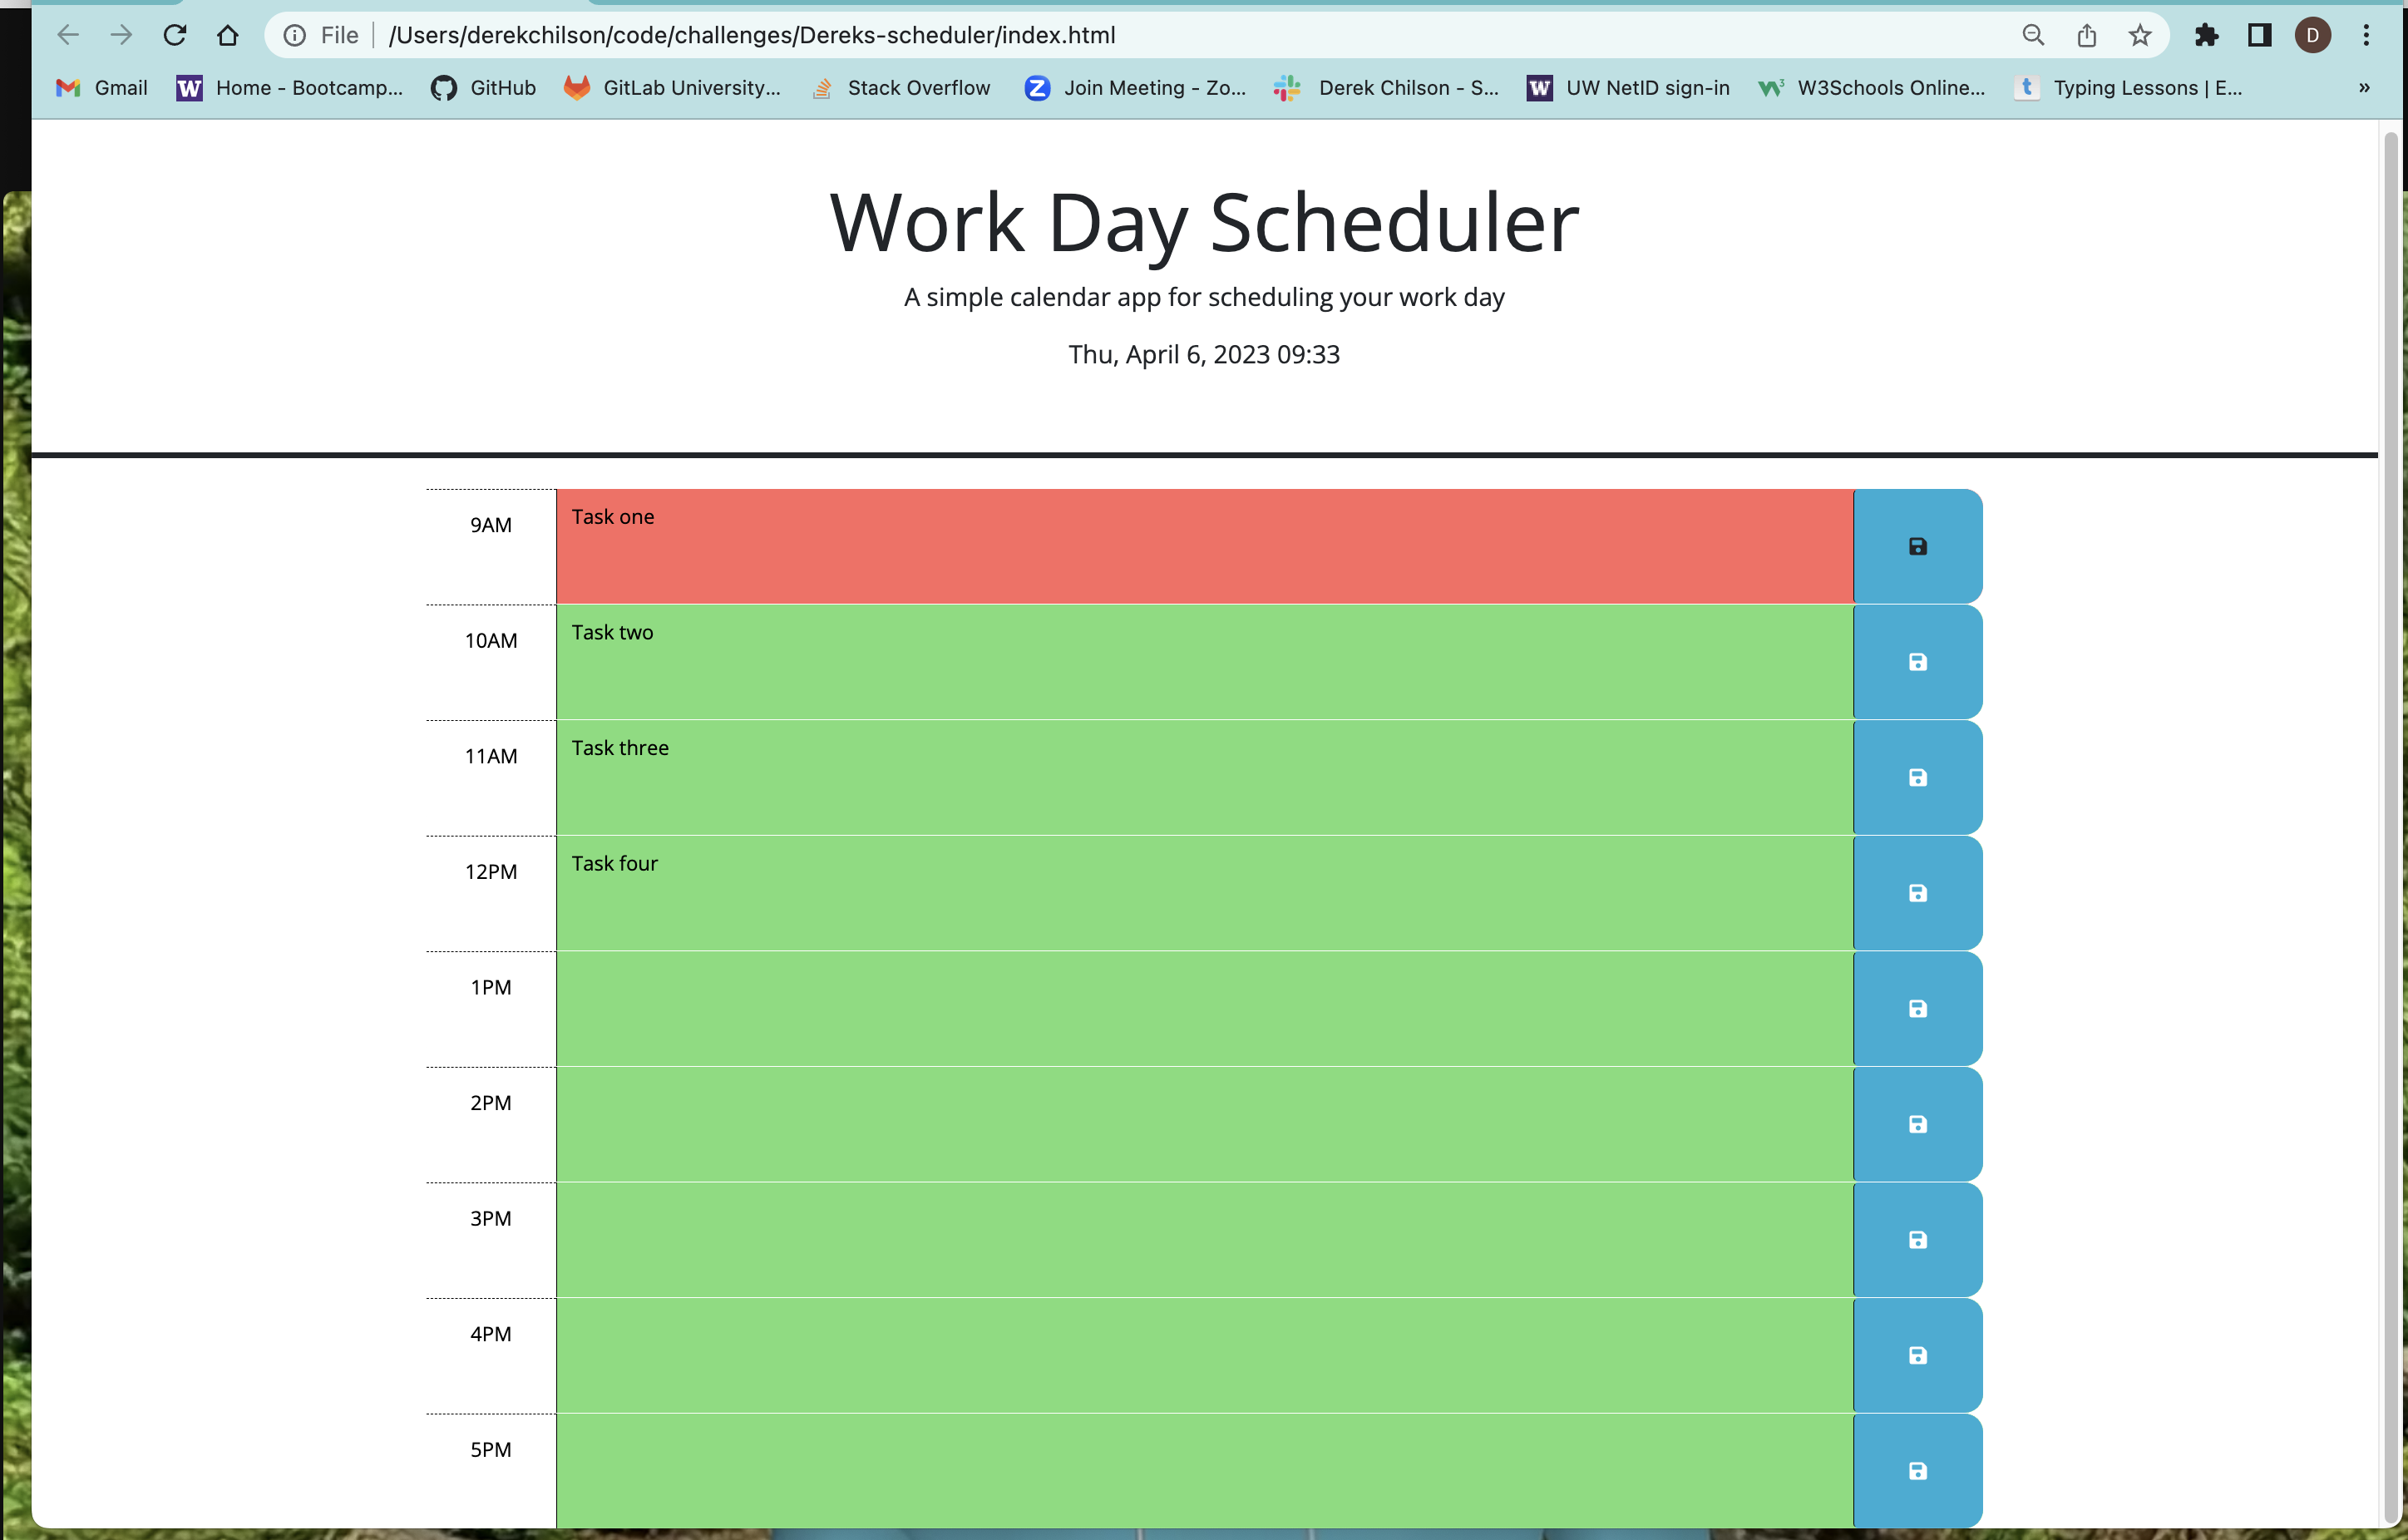 File /Users/derekchilson/code/challenges/Dereks-scheduler/index.html D
Gmail W Home - Bootcamp... GitHub GitLab University... Stack Overflow Z Join Meeting - Zo... Derek Chilson - S... W UW NetID sign-in W3 W3Schools Online... t Typing Lessons | E... »
Work Day Scheduler
A simple calendar app for scheduling your work day
Thu, April 6, 2023 09:33
9AM Task one
10AM Task two
11AM Task three
12PM Task four
1PM
2PM
3PM
4PM
5PM